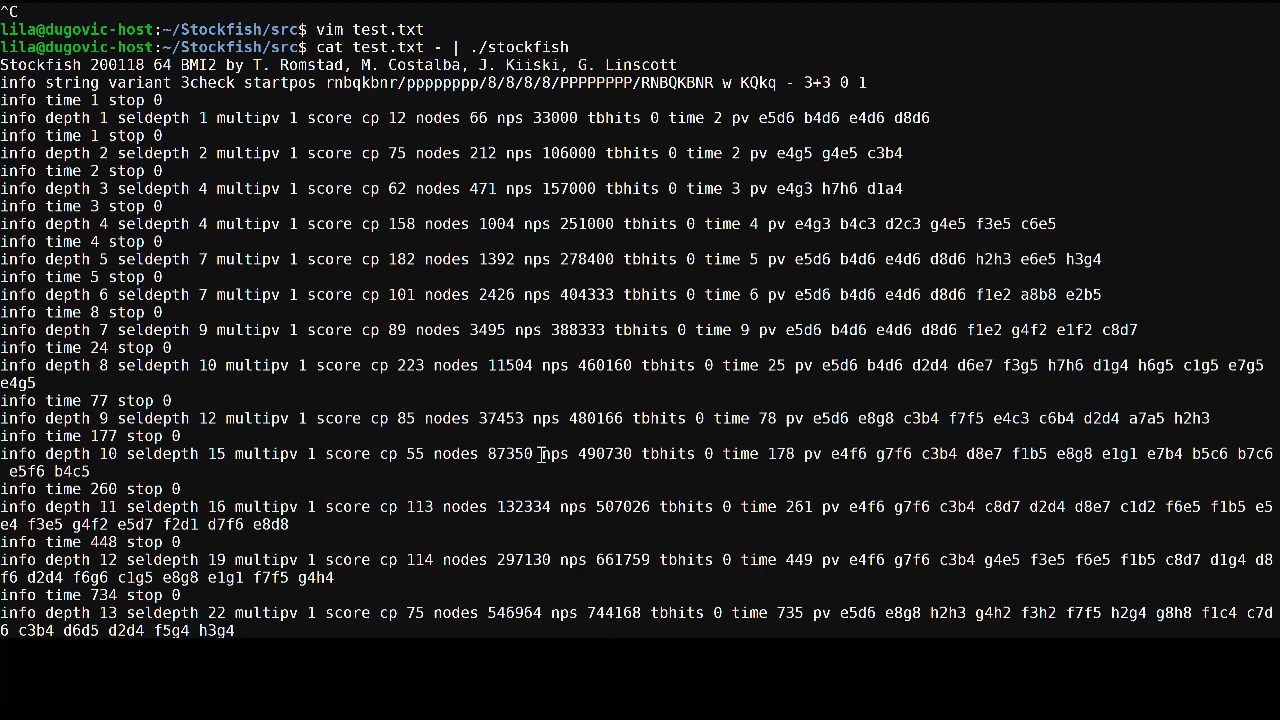 ^C
lila@dugovic-host:~/Stockfish/src$ vim test.txt
lila@dugovic-host:~/Stockfish/src$ cat test.txt - | ./stockfish
Stockfish 200118 64 BMI2 by T. Romstad, M. Costalba, J. Kiiski, G. Linscott
info string variant 3check startpos rnbqkbnr/pppppppp/8/8/8/8/PPPPPPPP/RNBQKBNR w KQkq - 3+3 0 1
info time 1 stop 0
info depth 1 seldepth 1 multipv 1 score cp 12 nodes 66 nps 33000 tbhits 0 time 2 pv e5d6 b4d6 e4d6 d8d6
info time 1 stop 0
info depth 2 seldepth 2 multipv 1 score cp 75 nodes 212 nps 106000 tbhits 0 time 2 pv e4g5 g4e5 c3b4
info time 2 stop 0
info depth 3 seldepth 4 multipv 1 score cp 62 nodes 471 nps 157000 tbhits 0 time 3 pv e4g3 h7h6 d1a4
info time 3 stop 0
info depth 4 seldepth 4 multipv 1 score cp 158 nodes 1004 nps 251000 tbhits 0 time 4 pv e4g3 b4c3 d2c3 g4e5 f3e5 c6e5
info time 4 stop 0
info depth 5 seldepth 7 multipv 1 score cp 182 nodes 1392 nps 278400 tbhits 0 time 5 pv e5d6 b4d6 e4d6 d8d6 h2h3 e6e5 h3g4
info time 5 stop 0
info depth 6 seldepth 7 multipv 1 score cp 101 nodes 2426 nps 404333 tbhits 0 time 6 pv e5d6 b4d6 e4d6 d8d6 f1e2 a8b8 e2b5
info time 8 stop 0
info depth 7 seldepth 9 multipv 1 score cp 89 nodes 3495 nps 388333 tbhits 0 time 9 pv e5d6 b4d6 e4d6 d8d6 f1e2 g4f2 e1f2 c8d7
info time 24 stop 0
info depth 8 seldepth 10 multipv 1 score cp 223 nodes 11504 nps 460160 tbhits 0 time 25 pv e5d6 b4d6 d2d4 d6e7 f3g5 h7h6 d1g4 h6g5 c1g5 e7g5
e4g5
info time 77 stop 0
info depth 9 seldepth 12 multipv 1 score cp 85 nodes 37453 nps 480166 tbhits 0 time 78 pv e5d6 e8g8 c3b4 f7f5 e4c3 c6b4 d2d4 a7a5 h2h3
info time 177 stop 0
info depth 10 seldepth 15 multipv 1 score cp 55 nodes 87350 nps 490730 tbhits 0 time 178 pv e4f6 g7f6 c3b4 d8e7 f1b5 e8g8 e1g1 e7b4 b5c6 b7c6
e5f6 b4c5
info time 260 stop 0
info depth 11 seldepth 16 multipv 1 score cp 113 nodes 132334 nps 507026 tbhits 0 time 261 pv e4f6 g7f6 c3b4 c8d7 d2d4 d8e7 c1d2 f6e5 f1b5 e5
e4 f3e5 g4f2 e5d7 f2d1 d7f6 e8d8
info time 448 stop 0
info depth 12 seldepth 19 multipv 1 score cp 114 nodes 297130 nps 661759 tbhits 0 time 449 pv e4f6 g7f6 c3b4 g4e5 f3e5 f6e5 f1b5 c8d7 d1g4 d8
f6 d2d4 f6g6 c1g5 e8g8 e1g1 f7f5 g4h4
info time 734 stop 0
info depth 13 seldepth 22 multipv 1 score cp 75 nodes 546964 nps 744168 tbhits 0 time 735 pv e5d6 e8g8 h2h3 g4h2 f3h2 f7f5 h2g4 g8h8 f1c4 c7d
6 c3b4 d6d5 d2d4 f5g4 h3g4